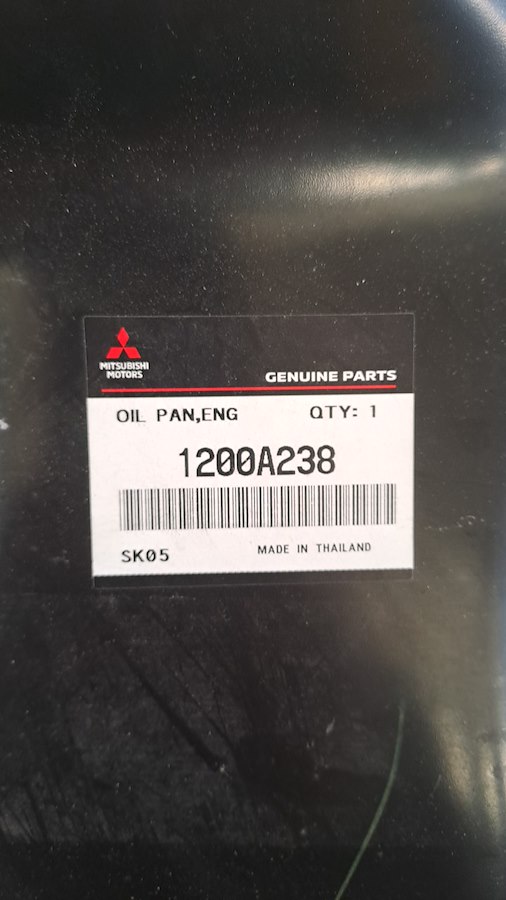 MITSUBISHI
MOTORS
GENUINE PARTS
OIL PAN,ENG QTY: 1
1200A238
SK05 MADE IN THAILAND